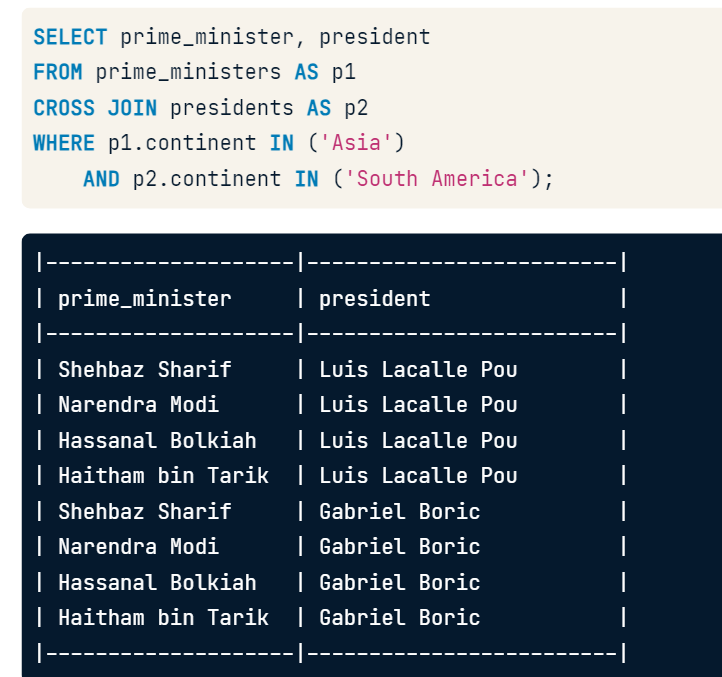 SELECT prime_minister, president
FROM prime_ministers AS p1
CROSS JOIN presidents AS p2
WHERE p1.continent IN ('Asia')
    AND p2.continent IN ('South America');
|--------------------|-------------------------|
| prime_minister     | president               |
|--------------------|-------------------------|
| Shehbaz Sharif     | Luis Lacalle Pou        |
| Narendra Modi      | Luis Lacalle Pou        |
| Hassanal Bolkiah   | Luis Lacalle Pou        |
| Haitham bin Tarik  | Luis Lacalle Pou        |
| Shehbaz Sharif     | Gabriel Boric           |
| Narendra Modi      | Gabriel Boric           |
| Hassanal Bolkiah   | Gabriel Boric           |
| Haitham bin Tarik  | Gabriel Boric           |
|--------------------|-------------------------|